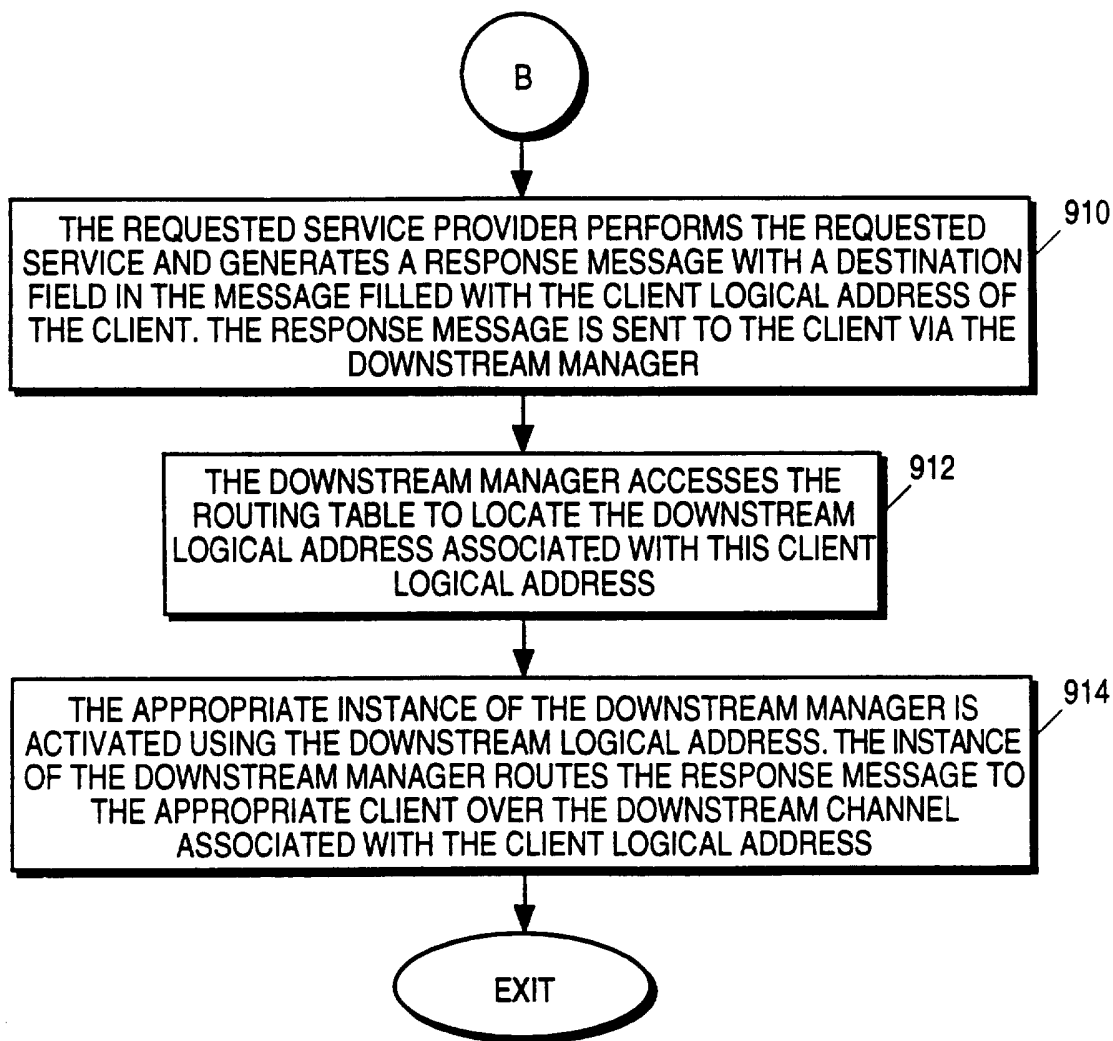 B
THE REQUESTED SERVICE PROVIDER PERFORMS THE REQUESTED
SERVICE AND GENERATES A RESPONSE MESSAGE WITH A DESTINATION
FIELD IN THE MESSAGE FILLED WITH THE CLIENT LOGICAL ADDRESS OF
THE CLIENT. THE RESPONSE MESSAGE IS SENT TO THE CLIENT VIA THE
DOWNSTREAM MANAGER
910
THE DOWNSTREAM MANAGER ACCESSES THE
ROUTING TABLE TO LOCATE THE DOWNSTREAM
LOGICAL ADDRESS ASSOCIATED WITH THIS CLIENT
LOGICAL ADDRESS
912
THE APPROPRIATE INSTANCE OF THE DOWNSTREAM MANAGER IS
ACTIVATED USING THE DOWNSTREAM LOGICAL ADDRESS. THE INSTANCE
OF THE DOWNSTREAM MANAGER ROUTES THE RESPONSE MESSAGE TO
THE APPROPRIATE CLIENT OVER THE DOWNSTREAM CHANNEL
ASSOCIATED WITH THE CLIENT LOGICAL ADDRESS
914
EXIT